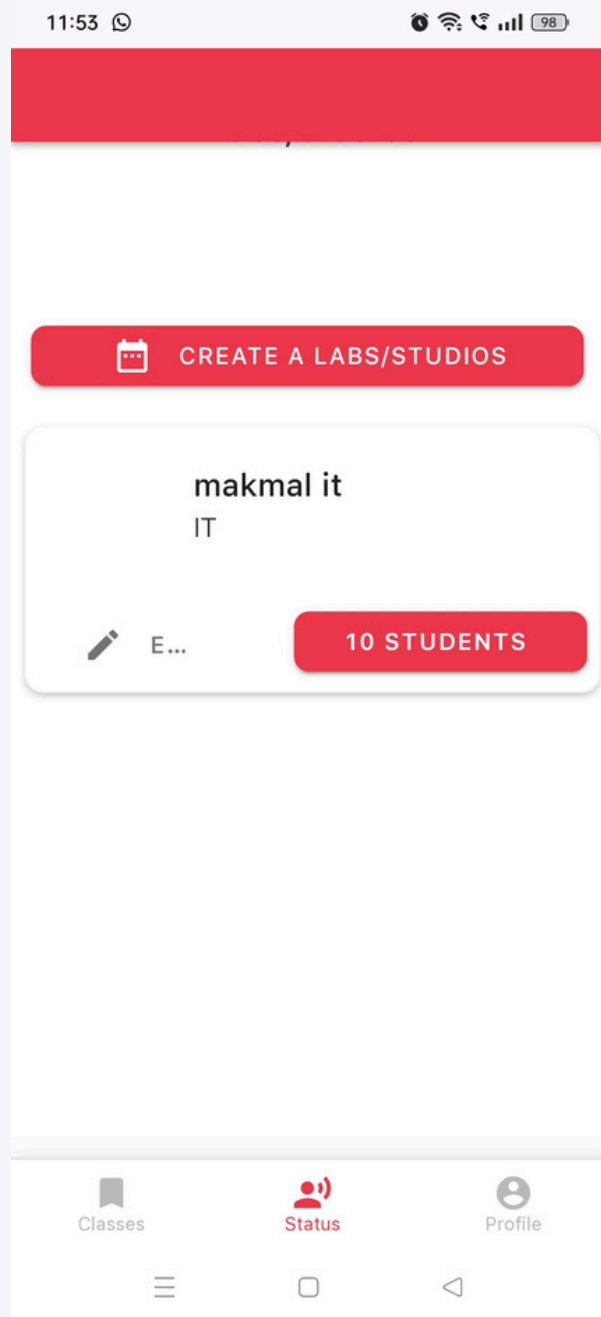 11:53
98
CREATE A LABS/STUDIOS
makmal it
IT
E...
10 STUDENTS
Classes
Status
Profile